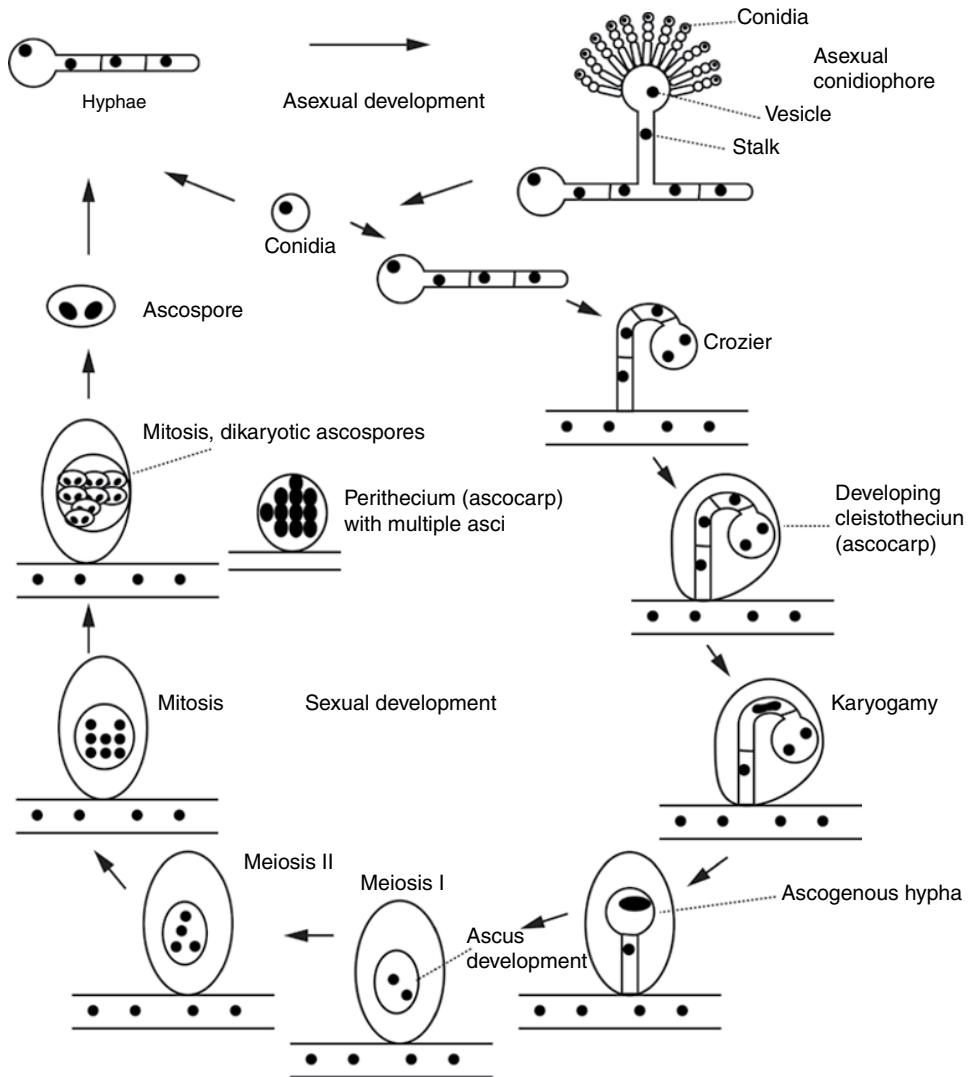 Conidia
Asexual
conidiophore
Vesicle
Stalk
Hyphae
Asexual development
Conidia
Ascospore
Crozier
Mitosis, dikaryotic ascospores
Perithecium (ascocarp)
with multiple asci
Developing
cleistotheciun
(ascocarp)
Mitosis
Sexual development
Karyogamy
Meiosis II
Meiosis I
Ascogenous hypha
Ascus
development